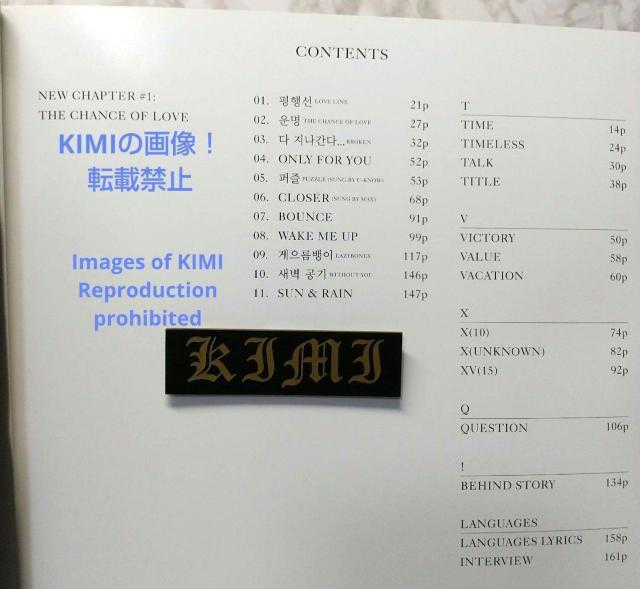 CONTENTS
NEW CHAPTER #1:
THE CHANCE OF LOVE
01. 평행선 LOVE LINE 21p
02. 운명 THE CHANCE OF LOVE 27p
03. 다 지나간다... BROKEN 32p
04. ONLY FOR YOU 52p
05. 퍼즐 PUZZLE (SUNG BY U-KNOW) 53p
06. CLOSER (SUNG BY MAX) 68p
07. BOUNCE 91p
08. WAKE ME UP 99p
09. 게으름뱅이 LAZYBONES 117p
10. 새벽 공기 WITHOUT YOU 146p
11. SUN & RAIN 147p
T
TIME 14p
TIMELESS 24p
TALK 30p
TITLE 38p
V
VICTORY 50p
VALUE 58p
VACATION 60p
X
X(10) 74p
X(UNKNOWN) 82p
XV(15) 92p
Q
QUESTION 106p
!
BEHIND STORY 134p
LANGUAGES
LANGUAGES LYRICS 158p
INTERVIEW 161p
KIMIの画像！
転載禁止
Images of KIMI
Reproduction
prohibited
KIMI